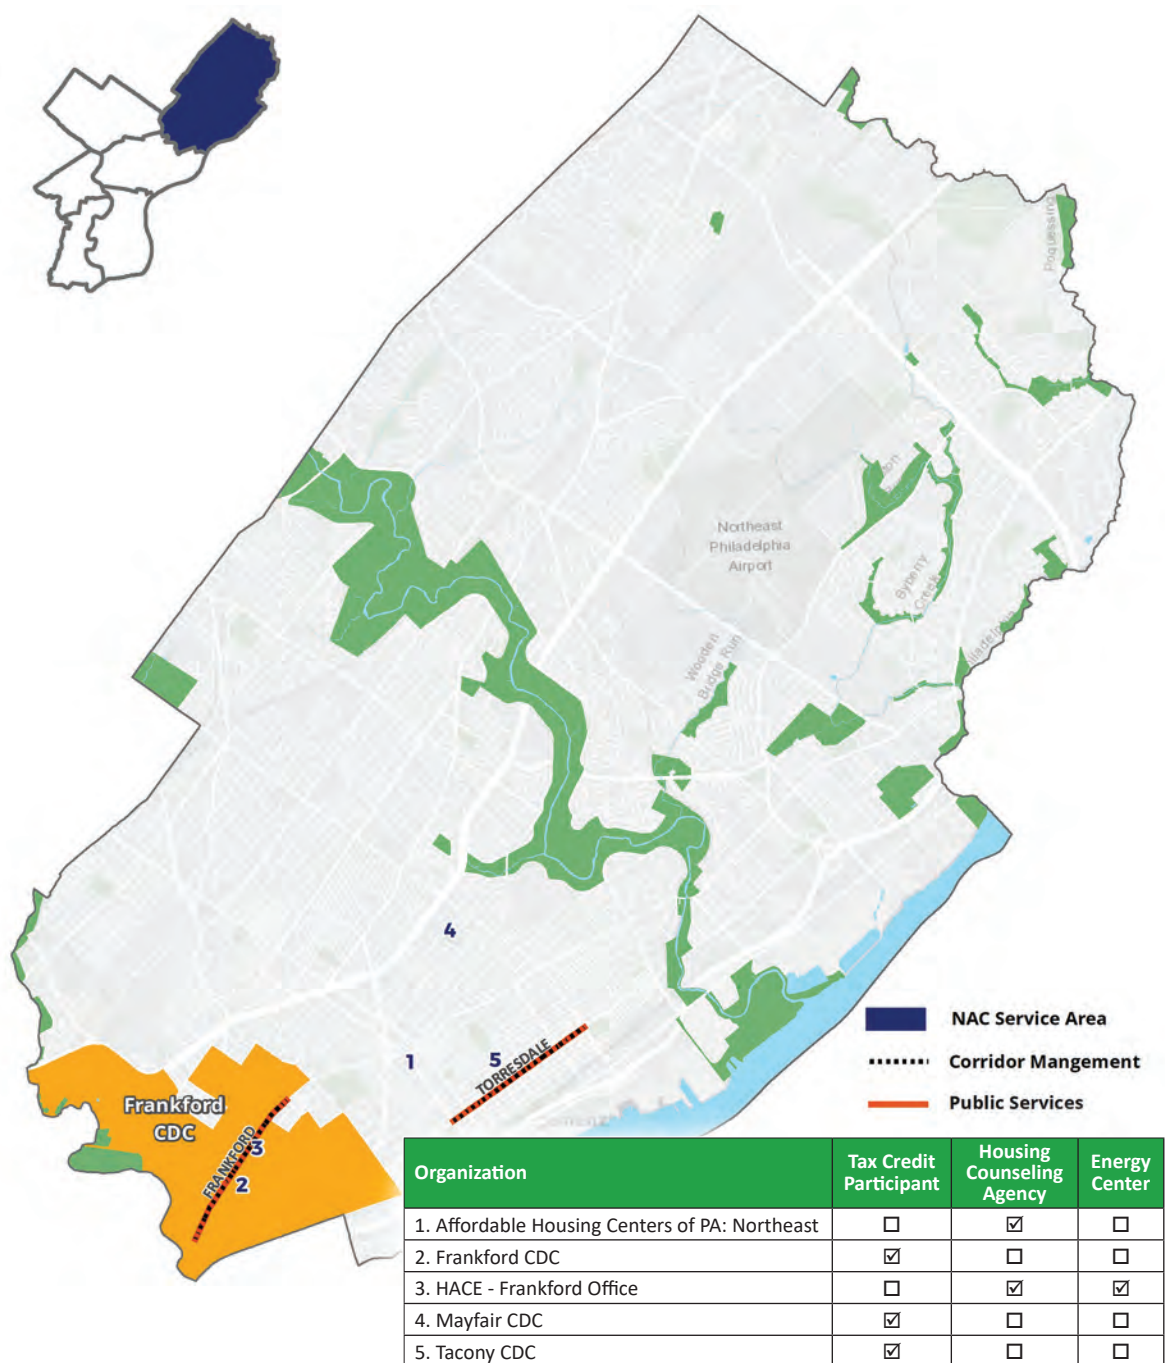 Poquessing
Northeast
Philadelphia
Airport
Byberry
Creek
Wooden
Bridge Run
4
1
5
TORRESDALE
Frankford
CDC
FRANKFORD
3
2
NAC Service Area
Corridor Mangement
Public Services
Organization
Tax Credit
Participant
Housing
Counseling
Agency
Energy
Center
1. Affordable Housing Centers of PA: Northeast ☐ ☑ ☐
2. Frankford CDC ☑ ☐ ☐
3. HACE - Frankford Office ☐ ☑ ☑
4. Mayfair CDC ☑ ☐ ☐
5. Tacony CDC ☑ ☐ ☐